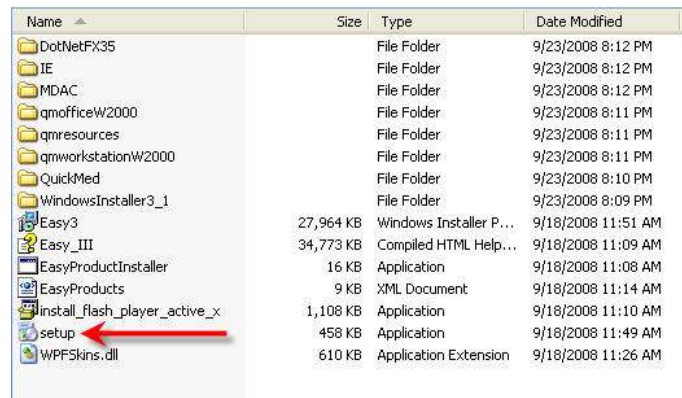 Name Size Type Date Modified
DotNetFX35 File Folder 9/23/2008 8:12 PM
IE File Folder 9/23/2008 8:12 PM
MDAC File Folder 9/23/2008 8:12 PM
qmofficeW2000 File Folder 9/23/2008 8:11 PM
qmresources File Folder 9/23/2008 8:11 PM
qmworkstationW2000 File Folder 9/23/2008 8:11 PM
QuickMed File Folder 9/23/2008 8:10 PM
WindowsInstaller3_1 File Folder 9/23/2008 8:09 PM
Easy3 27,964 KB Windows Installer P... 9/18/2008 11:51 AM
Easy_III 34,773 KB Compiled HTML Help... 9/18/2008 11:09 AM
EasyProductInstaller 16 KB Application 9/18/2008 11:08 AM
EasyProducts 9 KB XML Document 9/18/2008 11:14 AM
install_flash_player_active_x 1,108 KB Application 9/18/2008 11:10 AM
setup 458 KB Application 9/18/2008 11:49 AM
WPFSkins.dll 610 KB Application Extension 9/18/2008 11:26 AM